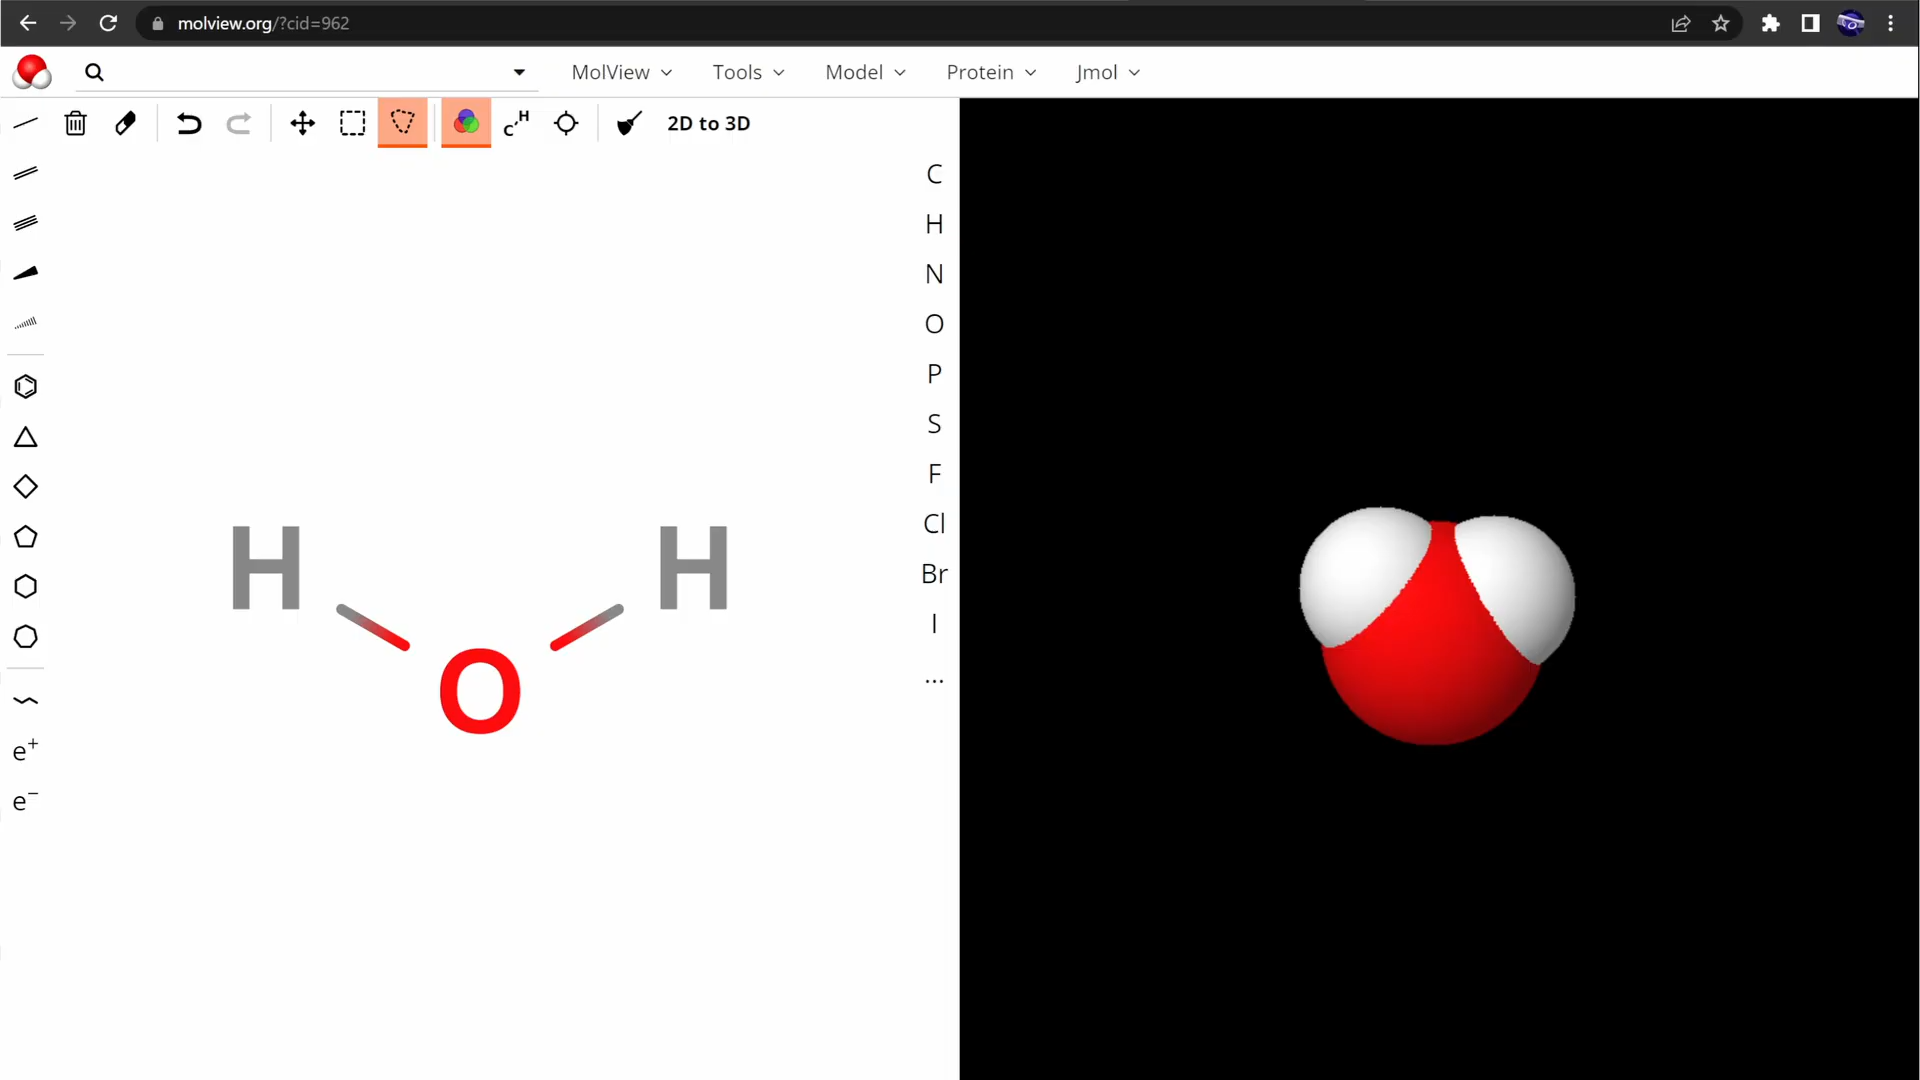 molview.org/?cid=962
MolView Tools Model Protein Jmol
C H 2D to 3D
C
H
N
O
P
S
F
Cl
Br
I
...
H H
O
e+
e−